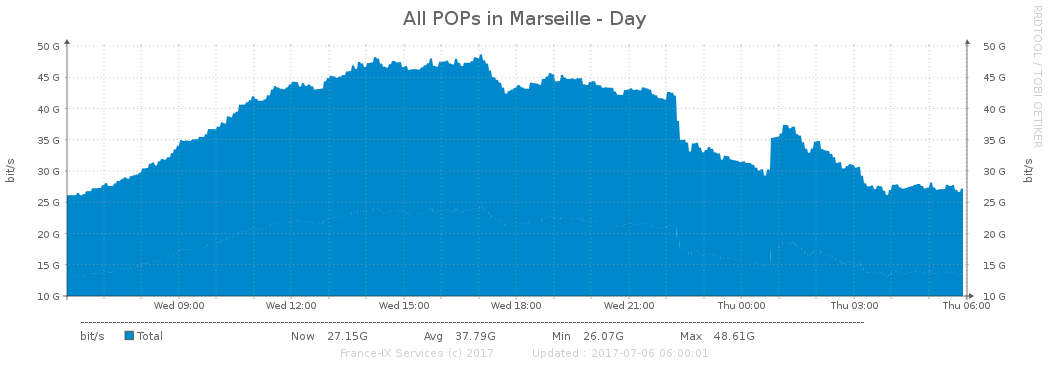 All POPs in Marseille - Day
RRDTOOL / TOBI OETIKER
50 G 50 G
45 G 45 G
40 G 40 G
35 G 35 G
30 G 30 G
25 G 25 G
20 G 20 G
15 G 15 G
10 G 10 G
bit/s
bit/s
Wed 09:00 Wed 12:00 Wed 15:00 Wed 18:00 Wed 21:00 Thu 00:00 Thu 03:00 Thu 06:00
bit/s Total Now 27.15G Avg 37.79G Min 26.07G Max 48.61G
France-IX Services (c) 2017 Updated : 2017-07-06 06:00:01